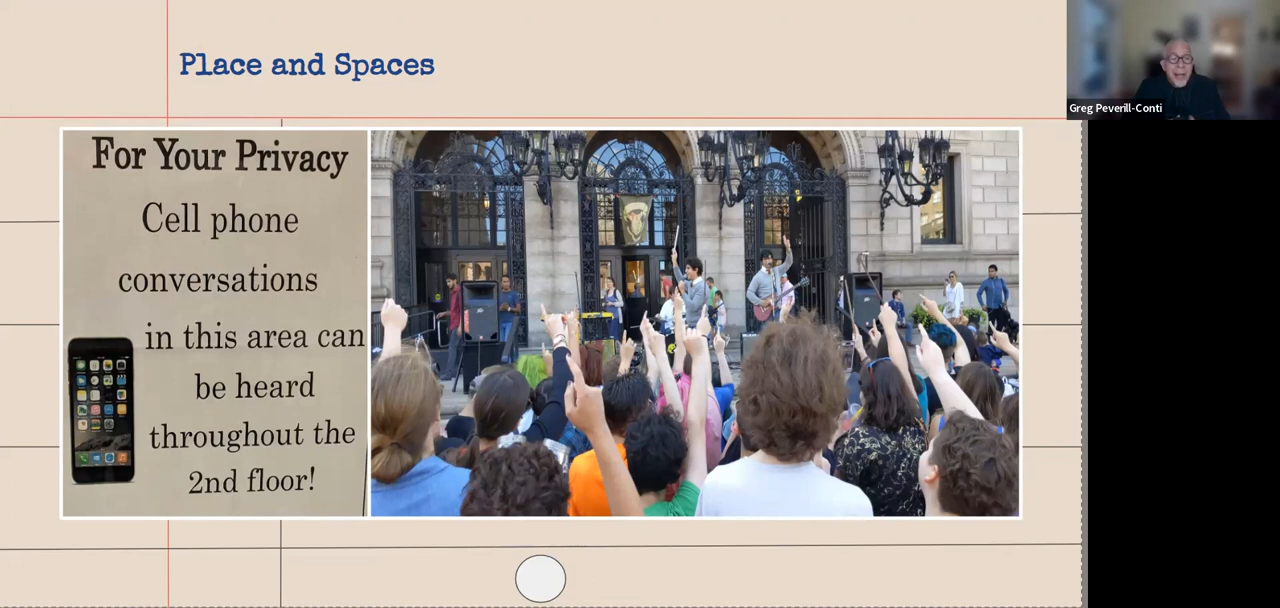 Place and Spaces
Greg Peverill-Conti
For Your Privacy
Cell phone
conversations
in this area can
be heard
throughout the
2nd floor!